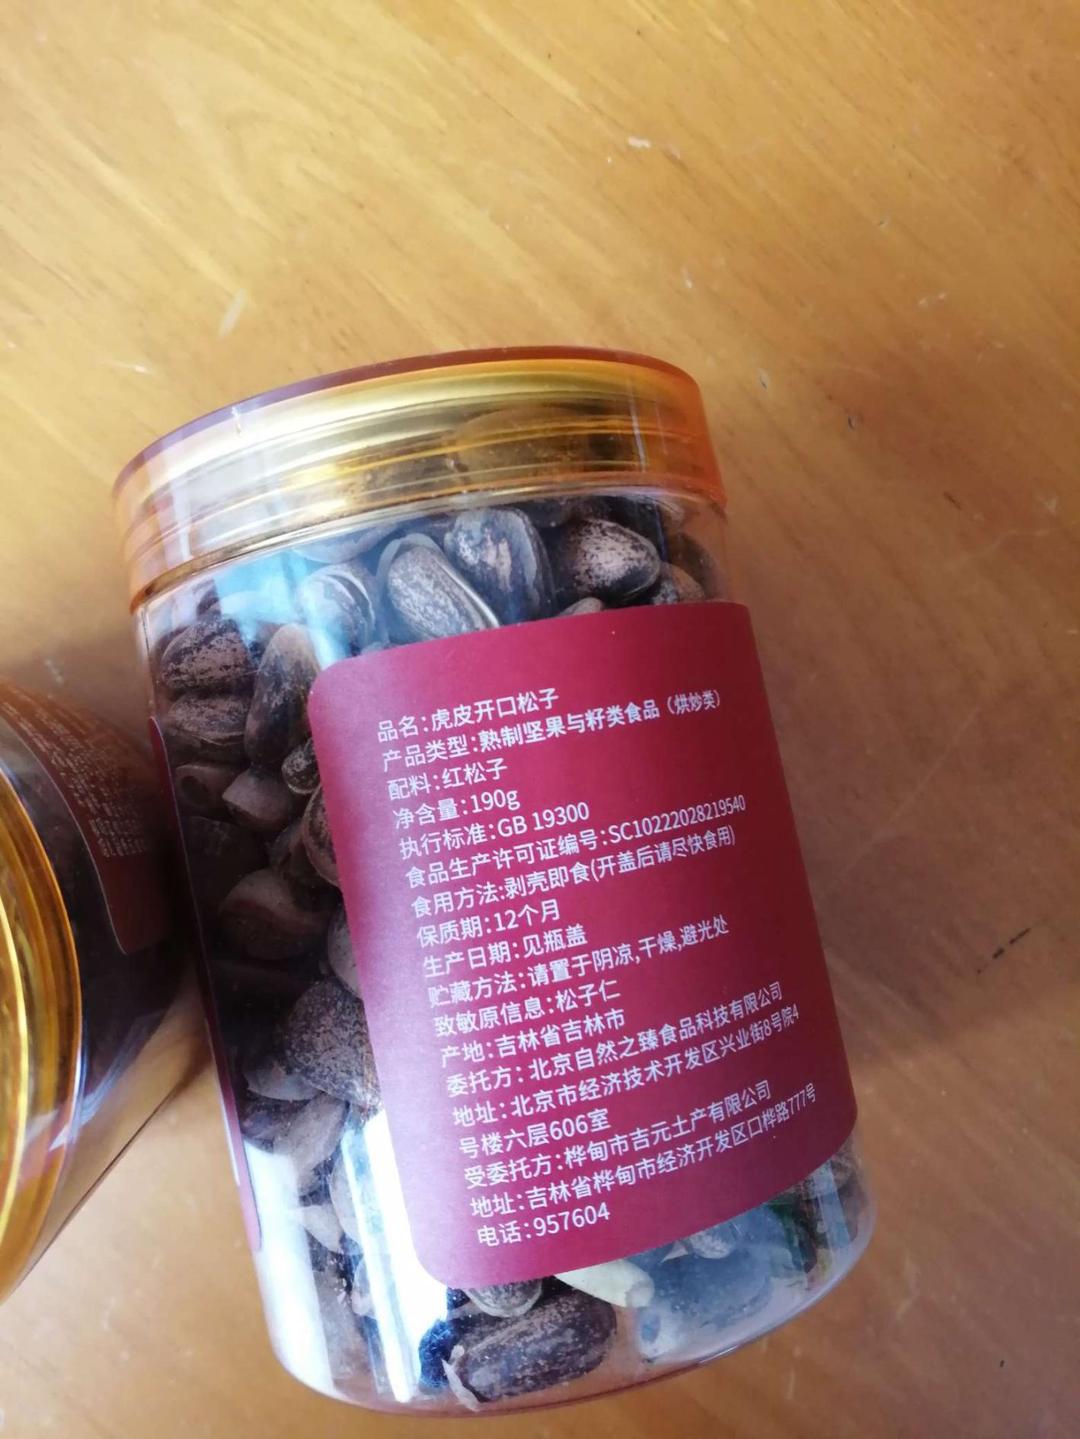 品名:虎皮开口松子
产品类型:熟制坚果与籽类食品（烘炒类）
配料:红松子
净含量:190g
执行标准:GB 19300
食品生产许可证编号:SC10222028219540
食用方法:剥壳即食(开盖后请尽快食用)
保质期:12个月
生产日期:见瓶盖
贮藏方法:请置于阴凉,干燥,避光处
致敏原信息:松子仁
产地:吉林省吉林市
委托方: 北京自然之臻食品科技有限公司
地址:北京市经济技术开发区兴业街8号院4
号楼六层606室
受委托方:桦甸市吉元土产有限公司
地址:吉林省桦甸市经济开发区口桦路777号
电话:957604